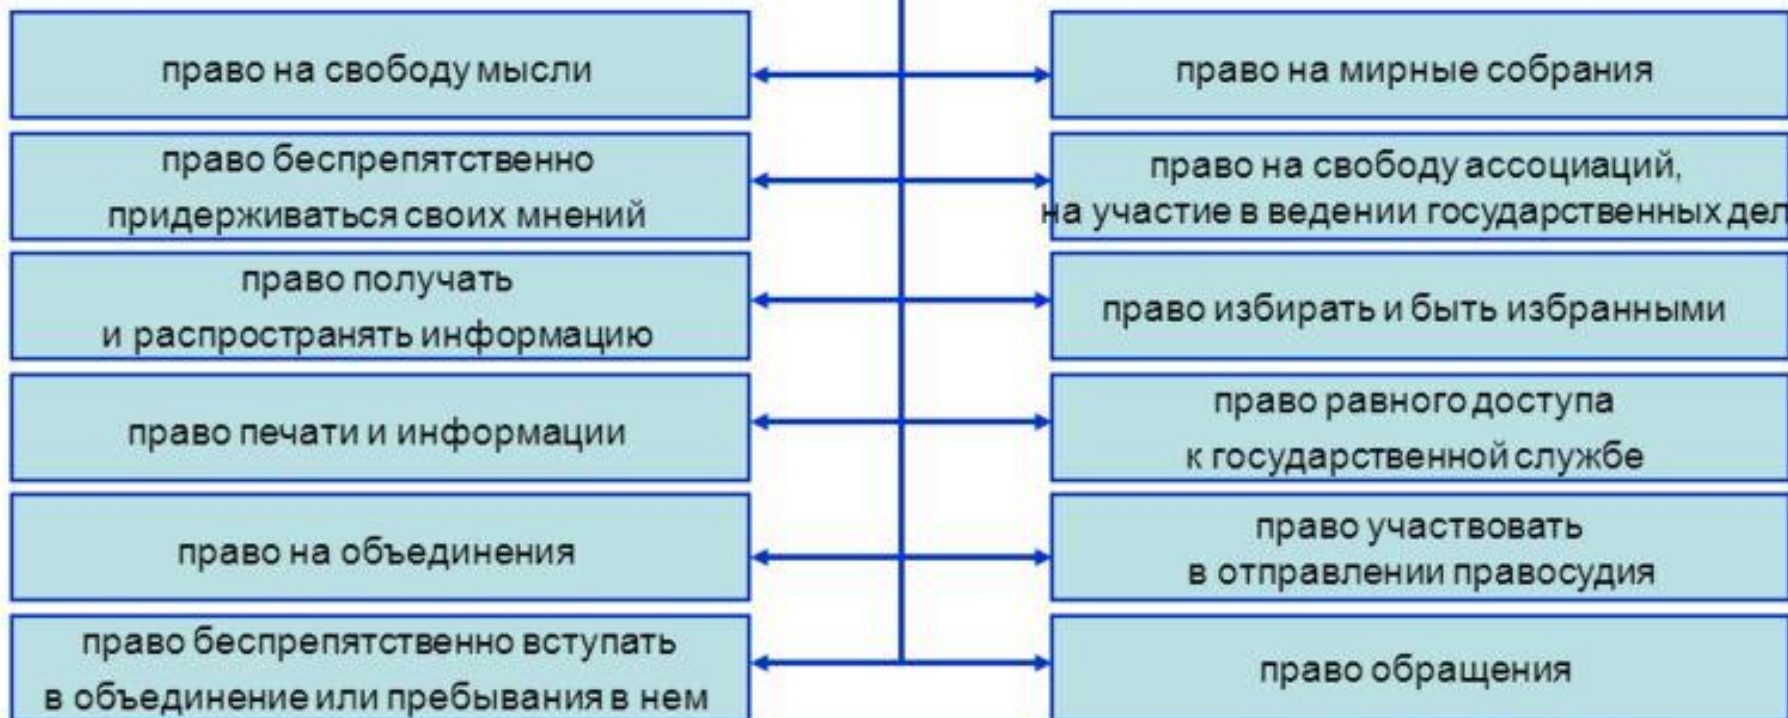 право на свободу мысли
право беспрепятственно
придерживаться своих мнений
право получать
и распространять информацию
право печати и информации
право на объединения
право беспрепятственно вступать
в объединение или пребывания в нем
право на мирные собрания
право на свободу ассоциаций,
на участие в ведении государственных дел
право избирать и быть избранными
право равного доступа
к государственной службе
право участвовать
в отправлении правосудия
право обращения